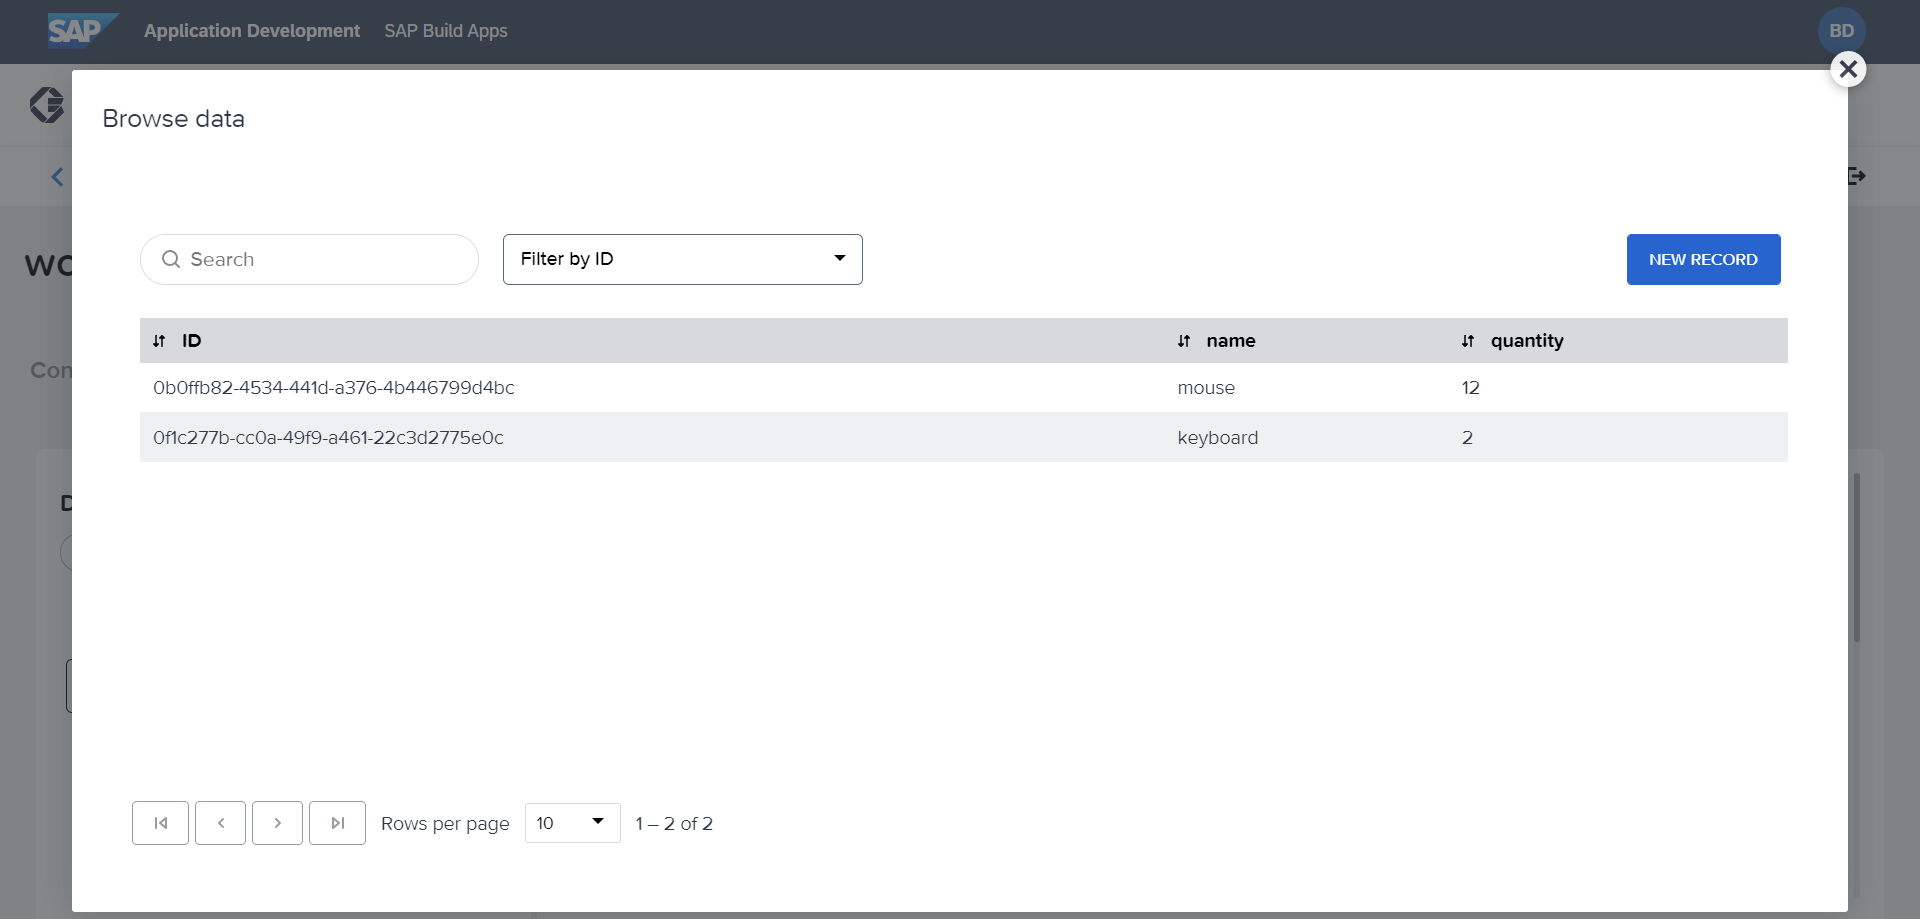 SAP Application Development SAP Build Apps BD
Browse data
Search
Filter by ID
NEW RECORD
ID name quantity
0b0ffb82-4534-441d-a376-4b446799d4bc mouse 12
0f1c277b-cc0a-49f9-a461-22c3d2775e0c keyboard 2
Rows per page 10 1 – 2 of 2